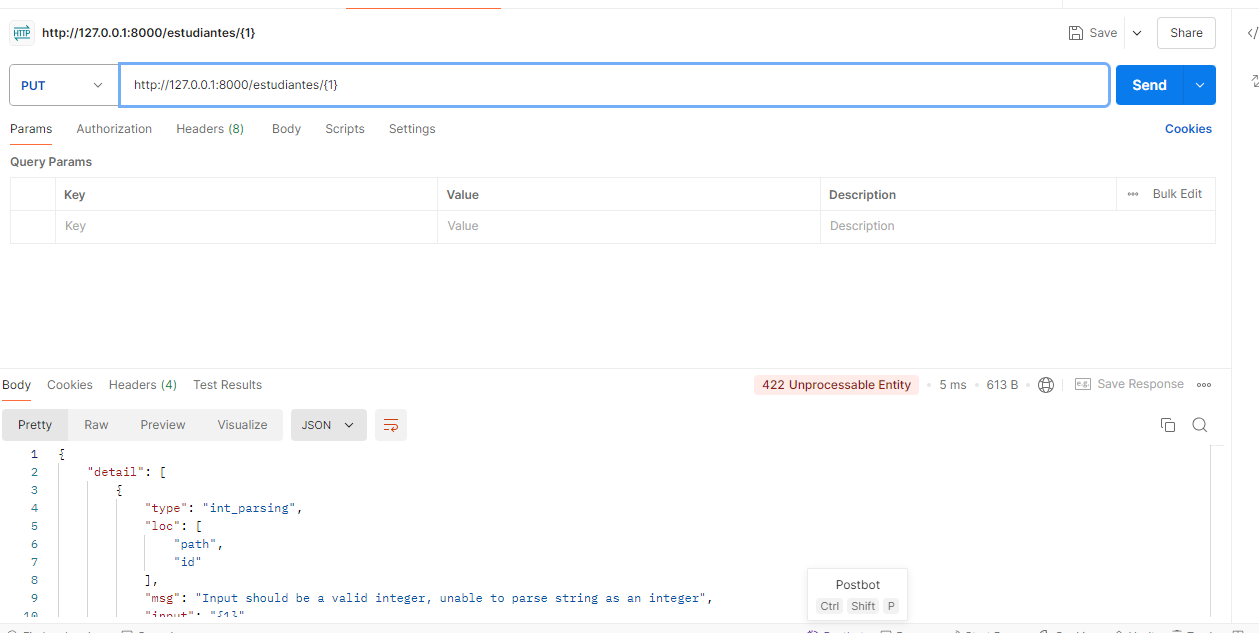 HTTP http://127.0.0.1:8000/estudiantes/{1} Save Share
PUT http://127.0.0.1:8000/estudiantes/{1} Send
Params Authorization Headers (8) Body Scripts Settings Cookies
Query Params
Key Value Description Bulk Edit
Key Value Description
Body Cookies Headers (4) Test Results 422 Unprocessable Entity 5 ms 613 B e.g. Save Response
Pretty Raw Preview Visualize JSON
1 {
2 "detail": [
3 {
4 "type": "int_parsing",
5 "loc": [
6 "path",
7 "id"
8 ],
9 "msg": "Input should be a valid integer, unable to parse string as an integer",
10 "input": "{1}"
Postbot
Ctrl Shift P